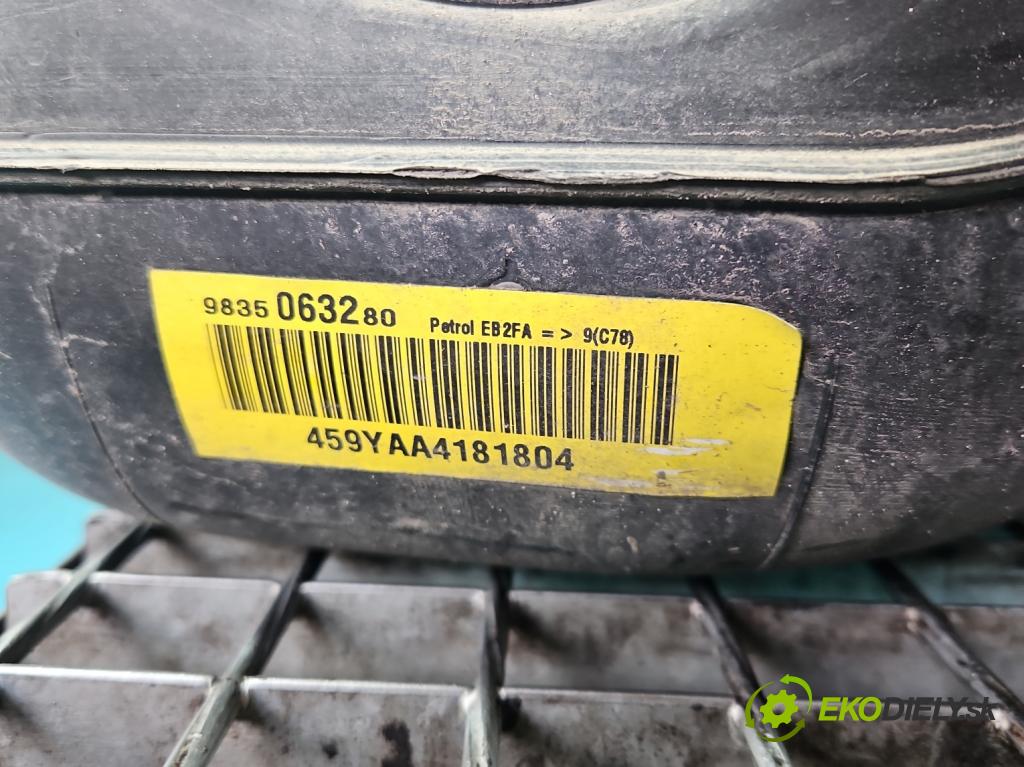 9835 0632 80 Petrol EB2FA => 9(C78)
459YAA4181804
EKODIELY.sk